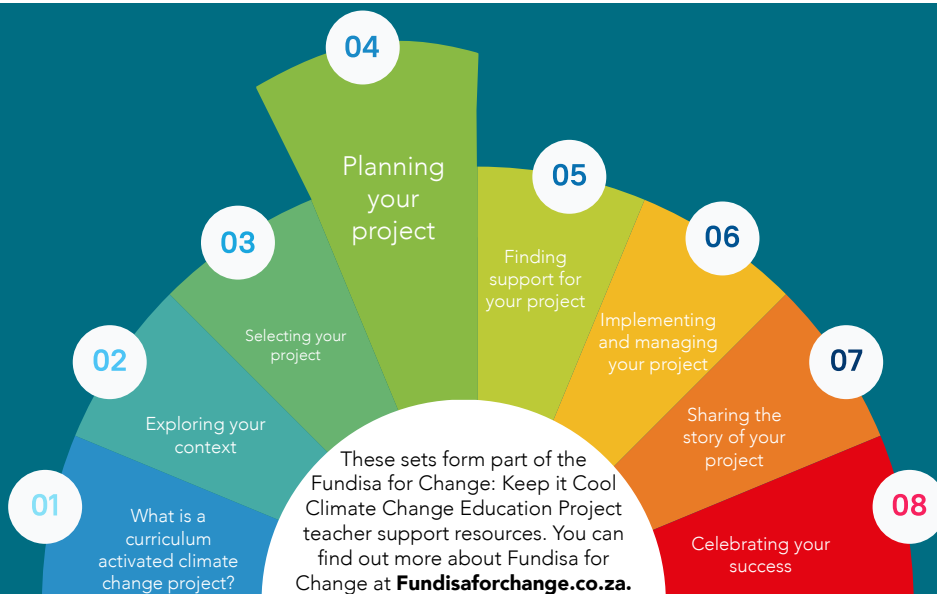 01
What is a
curriculum
activated climate
change project?
02
Exploring your
context
03
Selecting your
project
04
Planning
your
project
05
Finding
support for
your project
06
Implementing
and managing
your project
07
Sharing the
story of your
project
08
Celebrating your
success
These sets form part of the
Fundisa for Change: Keep it Cool
Climate Change Education Project
teacher support resources. You can
find out more about Fundisa for
Change at Fundisaforchange.co.za.